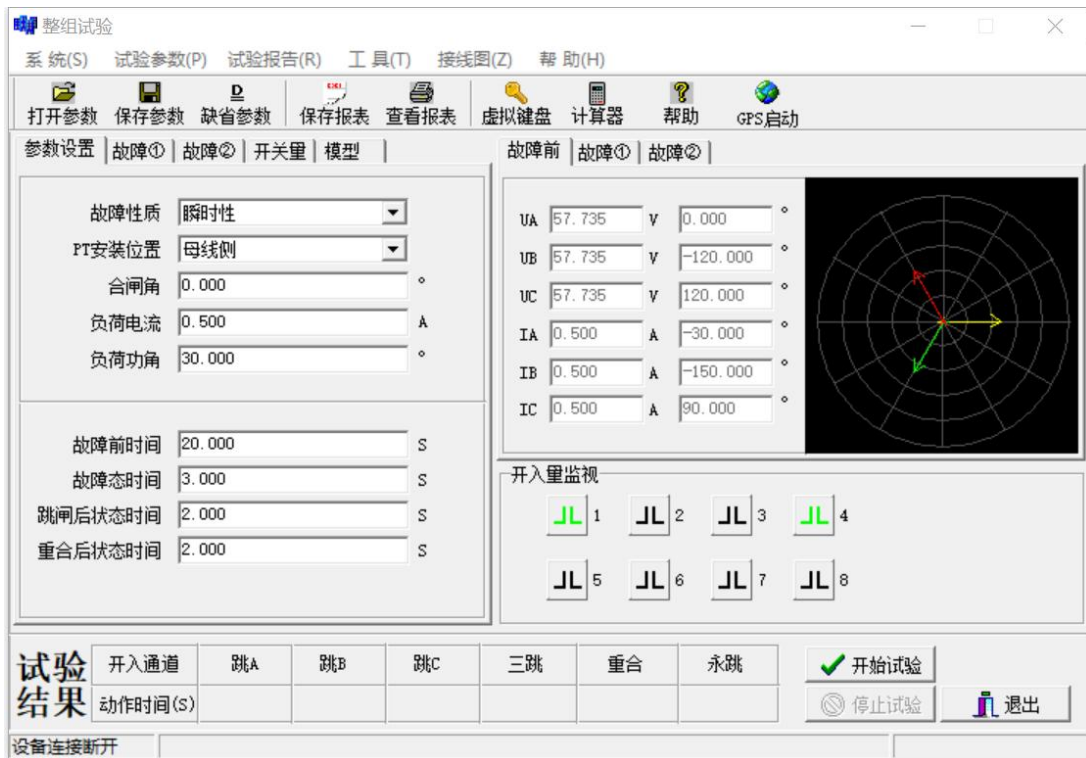 整组试验
系 统(S) 试验参数(P) 试验报告(R) 工 具(T) 接线图(Z) 帮 助(H)
打开参数 保存参数 D 缺省参数 保存报表 查看报表 虚拟键盘 计算器 帮助 GPS启动
参数设置 故障① 故障② 开关量 模型
故障性质 瞬时性
PT安装位置 母线侧
合闸角 0.000 °
负荷电流 0.500 A
负荷功角 30.000 °
故障前时间 20.000 S
故障态时间 3.000 S
跳闸后状态时间 2.000 S
重合后状态时间 2.000 S
故障前 故障① 故障②
UA 57.735 V 0.000 °
UB 57.735 V -120.000 °
UC 57.735 V 120.000 °
IA 0.500 A -30.000 °
IB 0.500 A -150.000 °
IC 0.500 A 90.000 °
开入量监视
1 2 3 4
5 6 7 8
试验结果
开入通道 跳A 跳B 跳C 三跳 重合 永跳
动作时间(S)
开始试验
停止试验 退出
设备连接断开